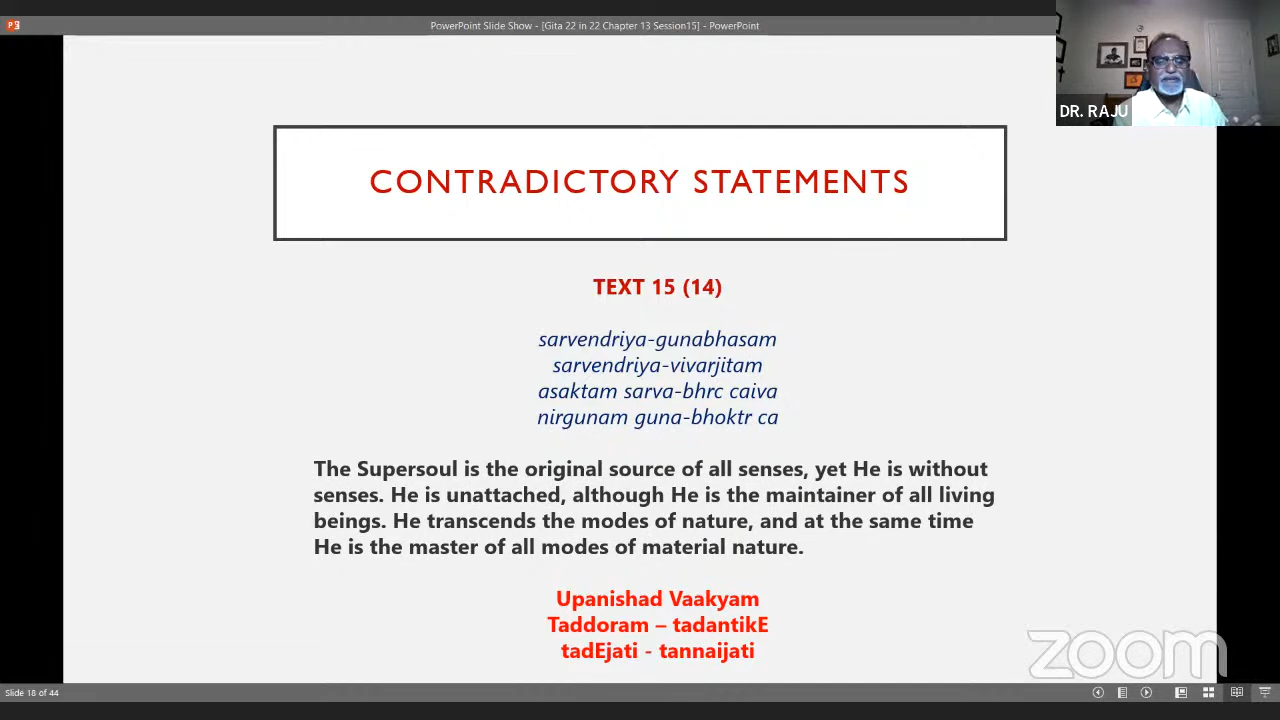 PowerPoint Slide Show - [Gita 22 in 22 Chapter 13 Session15] - PowerPoint
DR. RAJU
CONTRADICTORY STATEMENTS
TEXT 15 (14)
sarvendriya-gunabhasam
sarvendriya-vivarjitam
asaktam sarva-bhrc caiva
nirgunam guna-bhoktr ca
The Supersoul is the original source of all senses, yet He is without
senses. He is unattached, although He is the maintainer of all living
beings. He transcends the modes of nature, and at the same time
He is the master of all modes of material nature.
Upanishad Vaakyam
Taddoram – tadantikE
tadEjati - tannaijati
zoom
Slide 18 of 44